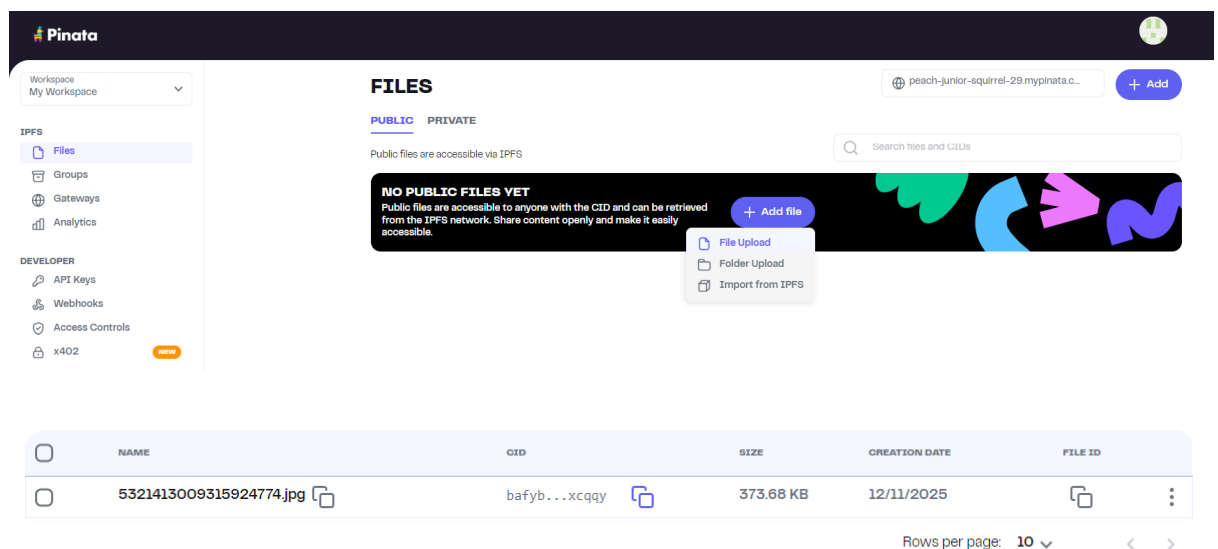 Pinata
Workspace
My Workspace
IPFS
Files
Groups
Gateways
Analytics
DEVELOPER
API Keys
Webhooks
Access Controls
x402 NEW
FILES
peach-junior-squirrel-29.mypinata.c...
+ Add
PUBLIC PRIVATE
Public files are accessible via IPFS
Search files and CIDs
NO PUBLIC FILES YET
Public files are accessible to anyone with the CID and can be retrieved
from the IPFS network. Share content openly and make it easily
accessible.
+ Add file
File Upload
Folder Upload
Import from IPFS
NAME CID SIZE CREATION DATE FILE ID
5321413009315924774.jpg bafyb...xcqqy 373.68 KB 12/11/2025
Rows per page: 10